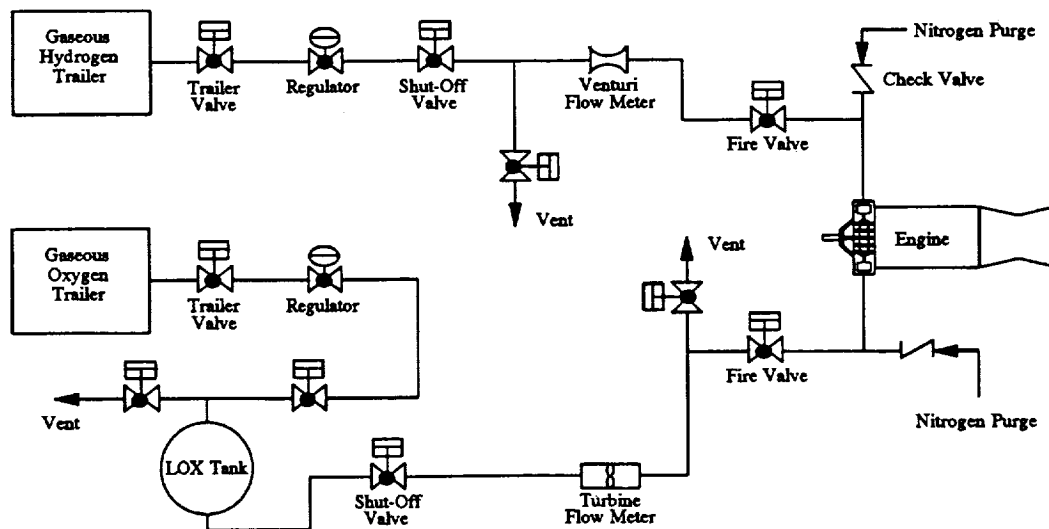 Gaseous
Hydrogen
Trailer
Trailer
Valve
Regulator
Shut-Off
Valve
Venturi
Flow Meter
Nitrogen Purge
Check Valve
Fire Valve
Vent
Engine
Gaseous
Oxygen
Trailer
Trailer
Valve
Regulator
Vent
Fire Valve
Nitrogen Purge
Vent
LOX Tank
Shut-Off
Valve
Turbine
Flow Meter